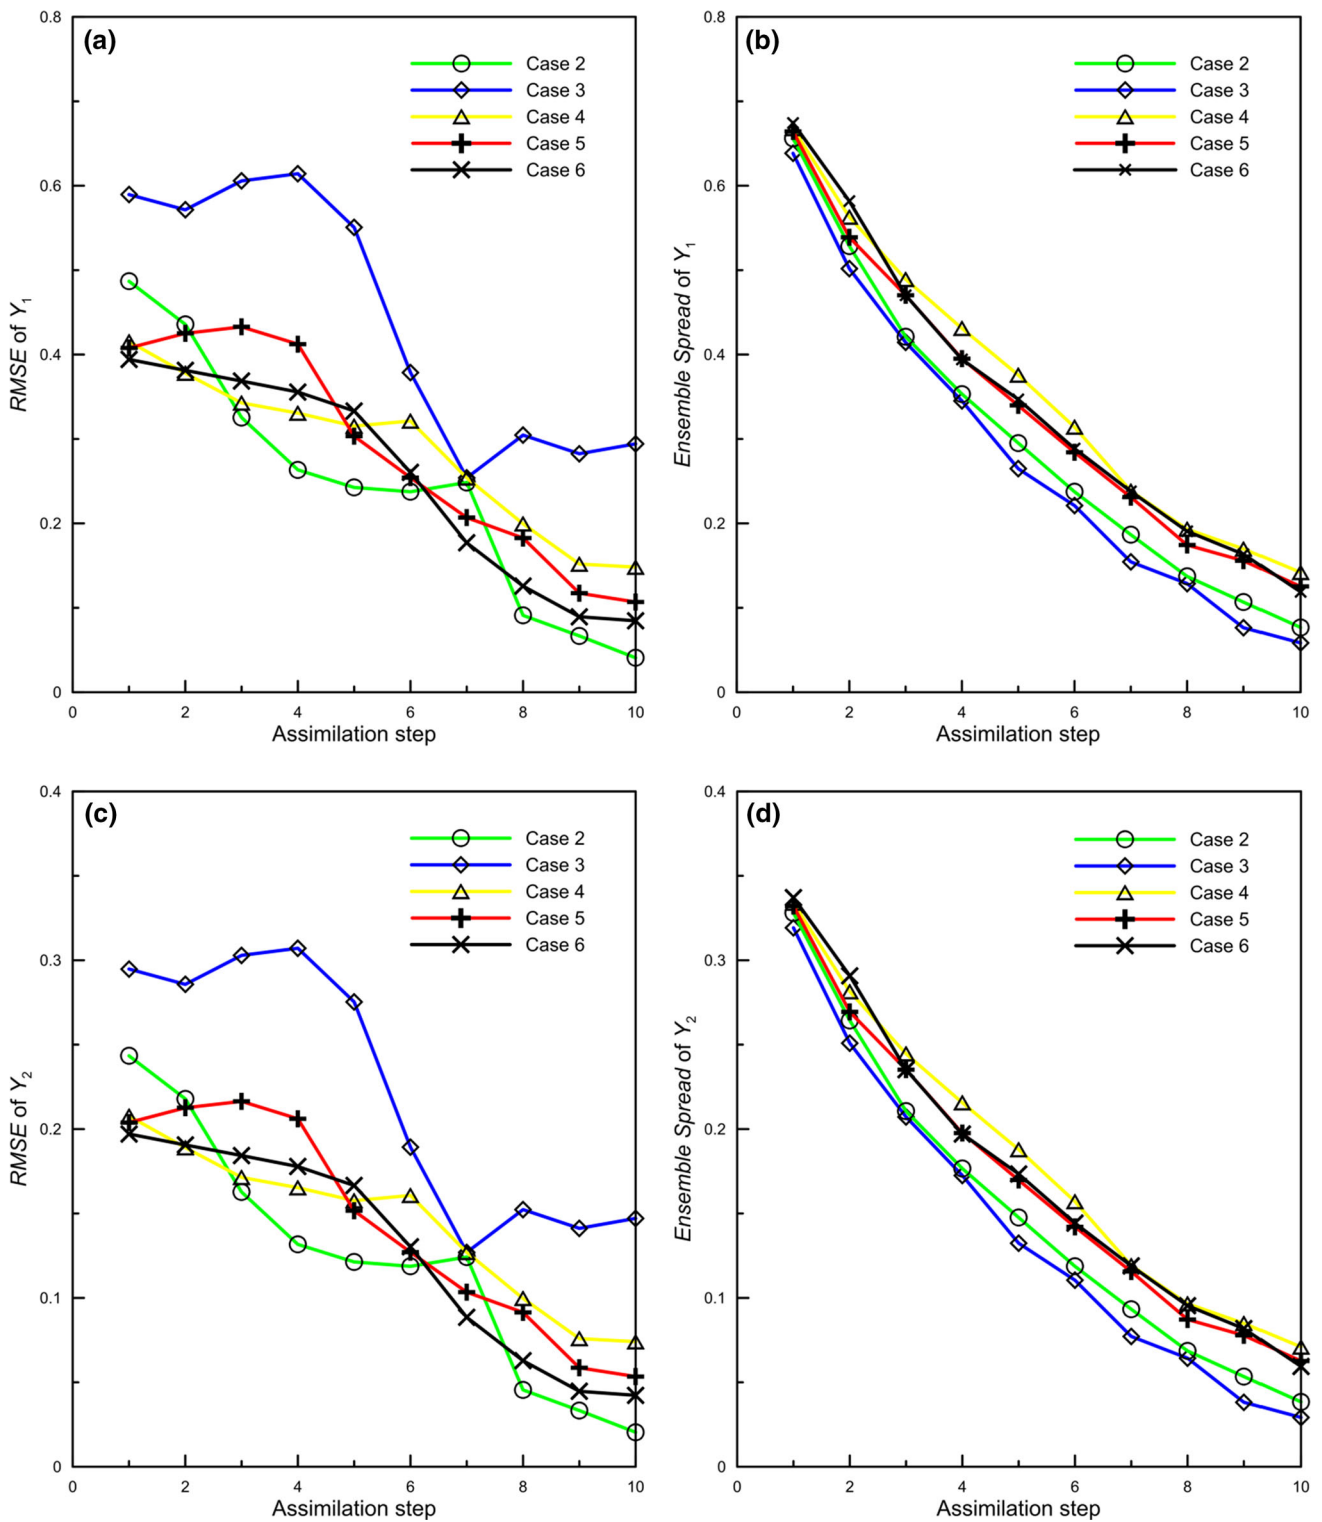 (a)
0.8
0.6
0.4
0.2
0
RMSE of Y1
Case 2
Case 3
Case 4
Case 5
Case 6
0 2 4 6 8 10
Assimilation step
(b)
0.8
0.6
0.4
0.2
0
Ensemble Spread of Y1
Case 2
Case 3
Case 4
Case 5
Case 6
0 2 4 6 8 10
Assimilation step
(c)
0.4
0.3
0.2
0.1
0
RMSE of Y2
Case 2
Case 3
Case 4
Case 5
Case 6
0 2 4 6 8 10
Assimilation step
(d)
0.4
0.3
0.2
0.1
0
Ensemble Spread of Y2
Case 2
Case 3
Case 4
Case 5
Case 6
0 2 4 6 8 10
Assimilation step